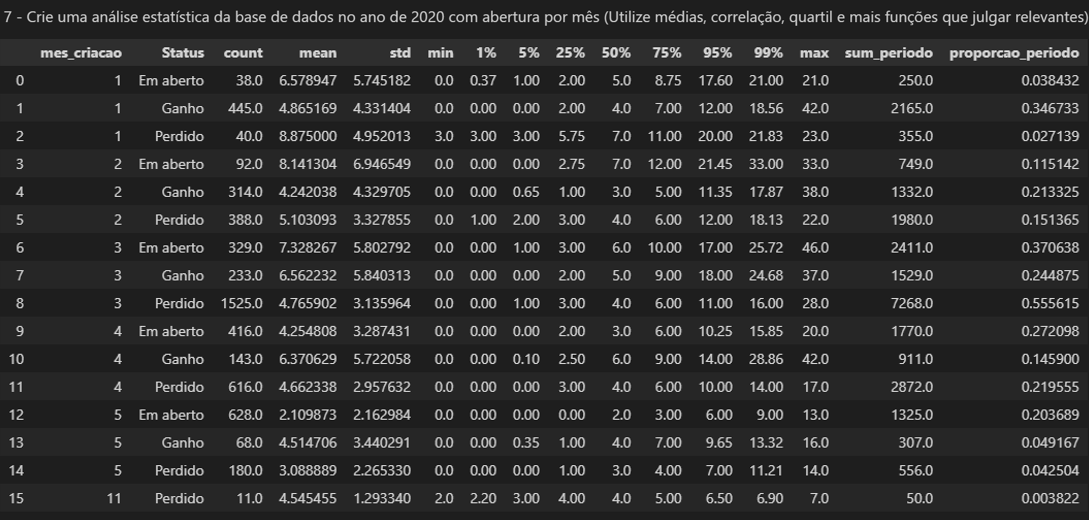 7 - Crie uma análise estatística da base de dados no ano de 2020 com abertura por mês (Utilize médias, correlação, quartil e mais funções que julgar relevantes)
mes_criacao Status count mean std min 1% 5% 25% 50% 75% 95% 99% max sum_periodo proporcao_periodo
0 1 Em aberto 38.0 6.578947 5.745182 0.0 0.37 1.00 2.00 5.0 8.75 17.60 21.00 21.0 250.0 0.038432
1 1 Ganho 445.0 4.865169 4.331404 0.0 0.00 0.00 2.00 4.0 7.00 12.00 18.56 42.0 2165.0 0.346733
2 1 Perdido 40.0 8.875000 4.952013 3.0 3.00 3.00 5.75 7.0 11.00 20.00 21.83 23.0 355.0 0.027139
3 2 Em aberto 92.0 8.141304 6.946549 0.0 0.00 0.00 2.75 7.0 12.00 21.45 33.00 33.0 749.0 0.115142
4 2 Ganho 314.0 4.242038 4.329705 0.0 0.00 0.65 1.00 3.0 5.00 11.35 17.87 38.0 1332.0 0.213325
5 2 Perdido 388.0 5.103093 3.327855 0.0 1.00 2.00 3.00 4.0 6.00 12.00 18.13 22.0 1980.0 0.151365
6 3 Em aberto 329.0 7.328267 5.802792 0.0 0.00 1.00 3.00 6.0 10.00 17.00 25.72 46.0 2411.0 0.370638
7 3 Ganho 233.0 6.562232 5.840313 0.0 0.00 0.00 2.00 5.0 9.00 18.00 24.68 37.0 1529.0 0.244875
8 3 Perdido 1525.0 4.765902 3.135964 0.0 0.00 1.00 3.00 4.0 6.00 11.00 16.00 28.0 7268.0 0.555615
9 4 Em aberto 416.0 4.254808 3.287431 0.0 0.00 0.00 2.00 3.0 6.00 10.25 15.85 20.0 1770.0 0.272098
10 4 Ganho 143.0 6.370629 5.722058 0.0 0.00 0.10 2.50 6.0 9.00 14.00 28.86 42.0 911.0 0.145900
11 4 Perdido 616.0 4.662338 2.957632 0.0 0.00 0.00 3.00 4.0 6.00 10.00 14.00 17.0 2872.0 0.219555
12 5 Em aberto 628.0 2.109873 2.162984 0.0 0.00 0.00 0.00 2.0 3.00 6.00 9.00 13.0 1325.0 0.203689
13 5 Ganho 68.0 4.514706 3.440291 0.0 0.00 0.35 1.00 4.0 7.00 9.65 13.32 16.0 307.0 0.049167
14 5 Perdido 180.0 3.088889 2.265330 0.0 0.00 0.00 1.00 3.0 4.00 7.00 11.21 14.0 556.0 0.042504
15 11 Perdido 11.0 4.545455 1.293340 2.0 2.20 3.00 4.00 4.0 5.00 6.50 6.90 7.0 50.0 0.003822